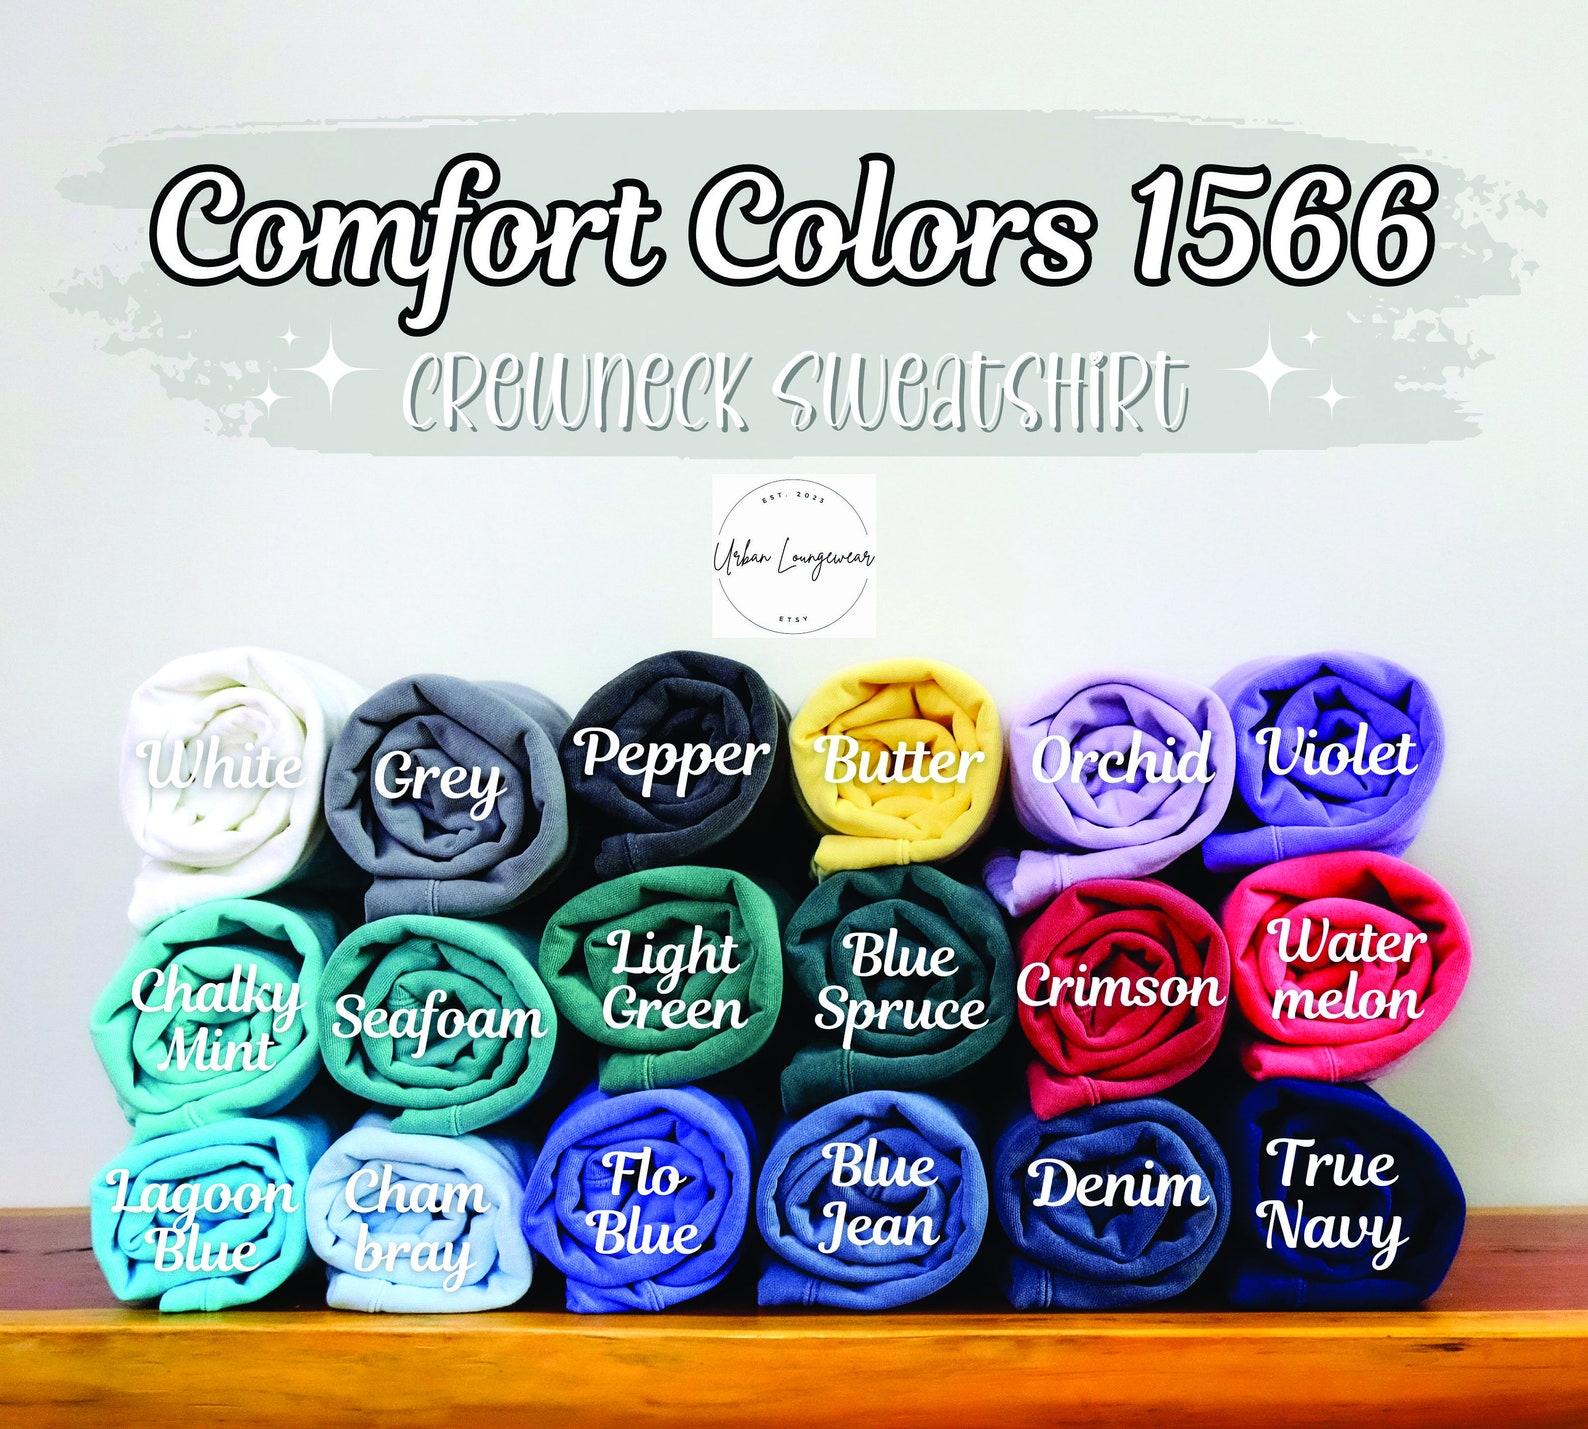 Comfort Colors 1566
CREWNECK SWEATSHIRT
EST. 2023
Urban Loungewear
ETSY
White
Grey
Pepper
Butter
Orchid
Violet
Chalky
Mint
Seafoam
Light
Green
Blue
Spruce
Crimson
Water
melon
Lagoon
Blue
Cham
bray
Flo
Blue
Blue
Jean
Denim
True
Navy